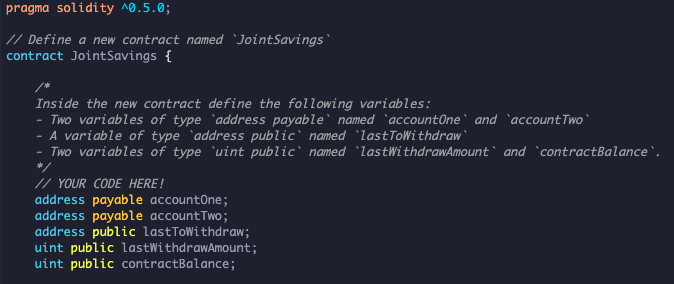 pragma solidity ^0.5.0;
// Define a new contract named `JointSavings`
contract JointSavings {
/*
Inside the new contract define the following variables:
- Two variables of type `address payable` named `accountOne` and `accountTwo`
- A variable of type `address public` named `lastToWithdraw`
- Two variables of type `uint public` named `lastWithdrawAmount` and `contractBalance`.
*/
// YOUR CODE HERE!
address payable accountOne;
address payable accountTwo;
address public lastToWithdraw;
uint public lastWithdrawAmount;
uint public contractBalance;